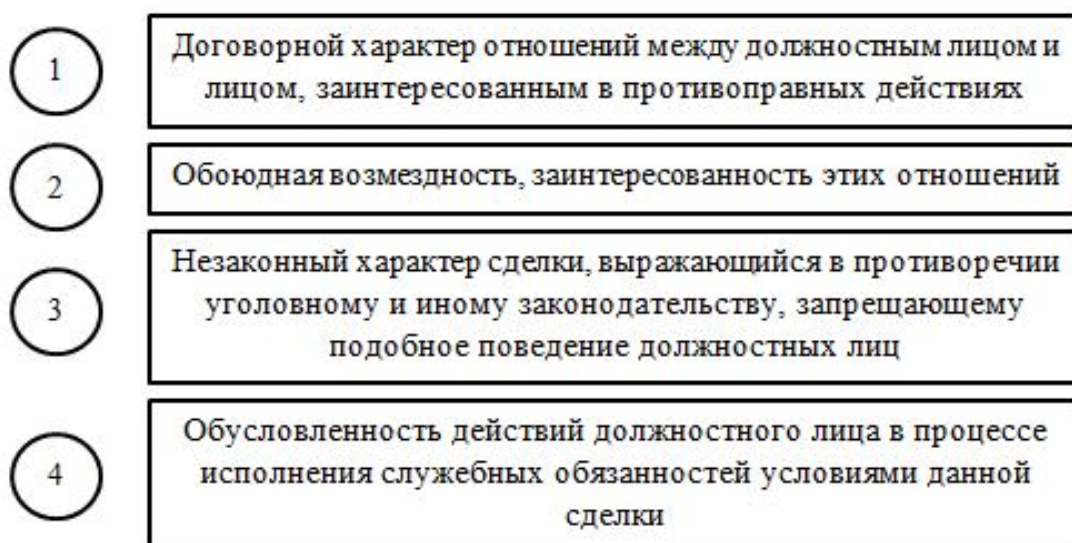 1
Договорной характер отношений между должностным лицом и
лицом, заинтересованным в противоправных действиях
2
Обоюдная возмездность, заинтересованность этих отношений
3
Незаконный характер сделки, выражающийся в противоречии
уголовному и иному законодательству, запрещающему
подобное поведение должностных лиц
4
Обусловленность действий должностного лица в процессе
исполнения служебных обязанностей условиями данной
сделки